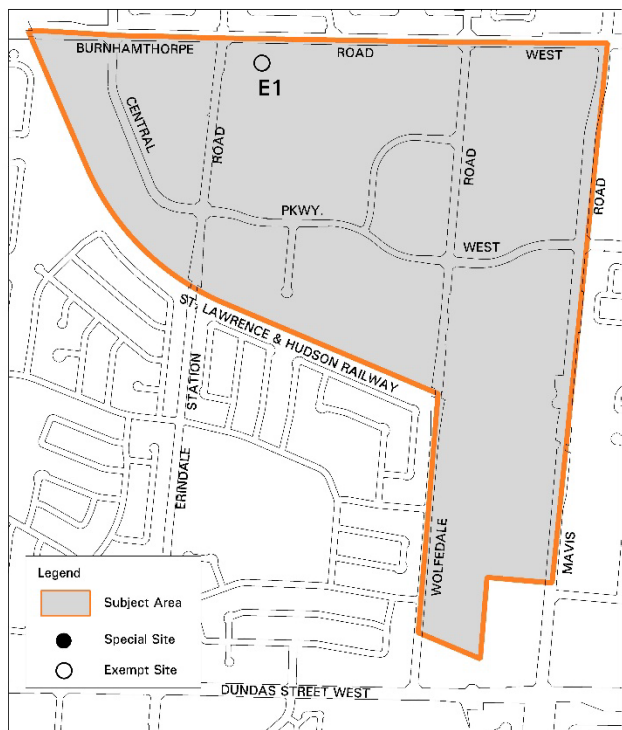 BURNHAMTHORPE ROAD WEST
E1
CENTRAL
ROAD
ROAD
ROAD
PKWY.
WEST
ST. LAWRENCE & HUDSON RAILWAY
STATION
ERINDALE
WOLFEDALE
MAVIS
Legend
Subject Area
Special Site
Exempt Site
DUNDAS STREET WEST